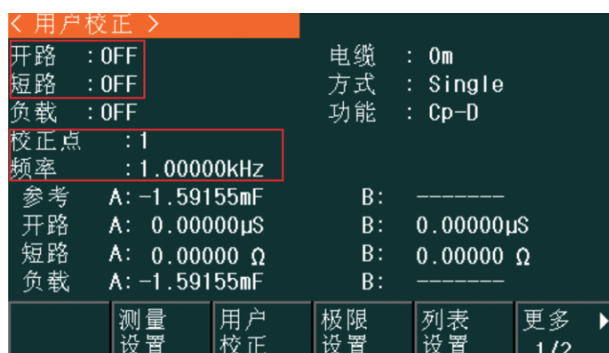 < 用户校正 >
开路 :OFF 电缆 : 0m
短路 :OFF 方式 : Single
负载 :OFF 功能 : Cp-D
校正点 :1
频率 :1.00000kHz
参考 A:-1.59155mF B: -------
开路 A: 0.00000μS B: 0.00000μS
短路 A: 0.00000 Ω B: 0.00000 Ω
负载 A:-1.59155mF B: -------
测量 用户 极限 列表 更多
设置 校正 设置 设置 1/2